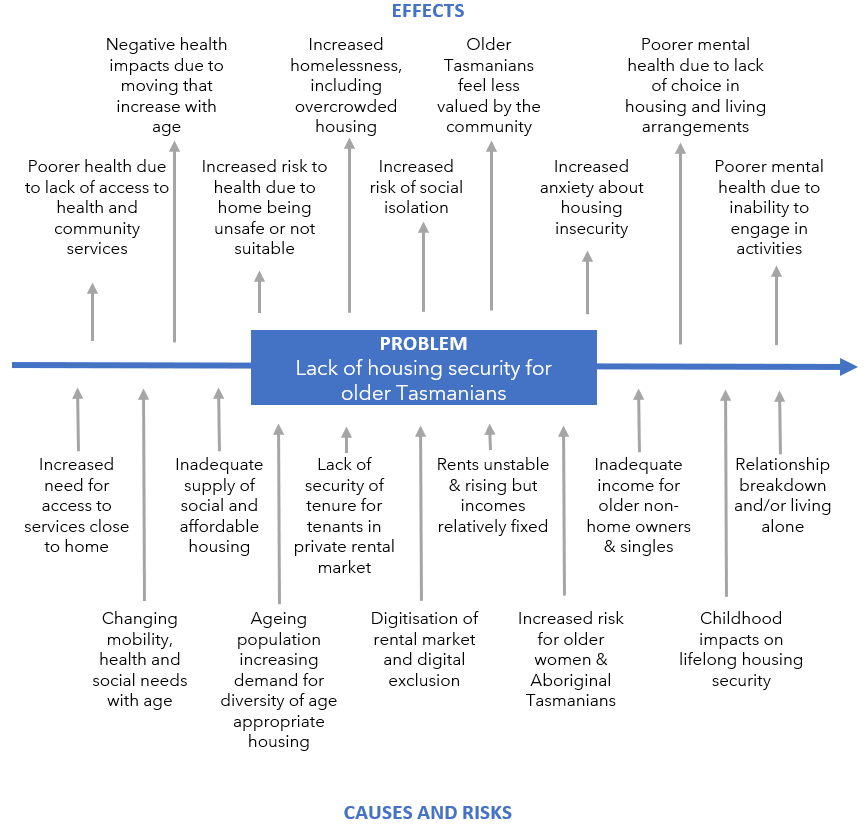 EFFECTS
Negative health
impacts due to
moving that
increase with
age
Increased
homelessness,
including
overcrowded
housing
Older
Tasmanians
feel less
valued by the
community
Poorer mental
health due to lack
of choice in
housing and living
arrangements
Poorer health due
to lack of access to
health and
community
services
Increased risk to
health due to
home being
unsafe or not
suitable
Increased
risk of social
isolation
Increased
anxiety about
housing
insecurity
Poorer mental
health due to
inability to
engage in
activities
PROBLEM
Lack of housing security for
older Tasmanians
Increased
need for
access to
services close
to home
Inadequate
supply of
social and
affordable
housing
Lack of
security of
tenure for
tenants in
private rental
market
Rents unstable
& rising but
incomes
relatively fixed
Inadequate
income for
older non-
home owners
& singles
Relationship
breakdown
and/or living
alone
Changing
mobility,
health and
social needs
with age
Ageing
population
increasing
demand for
diversity of age
appropriate
housing
Digitisation of
rental market
and digital
exclusion
Increased risk
for older
women &
Aboriginal
Tasmanians
Childhood
impacts on
lifelong housing
security
CAUSES AND RISKS